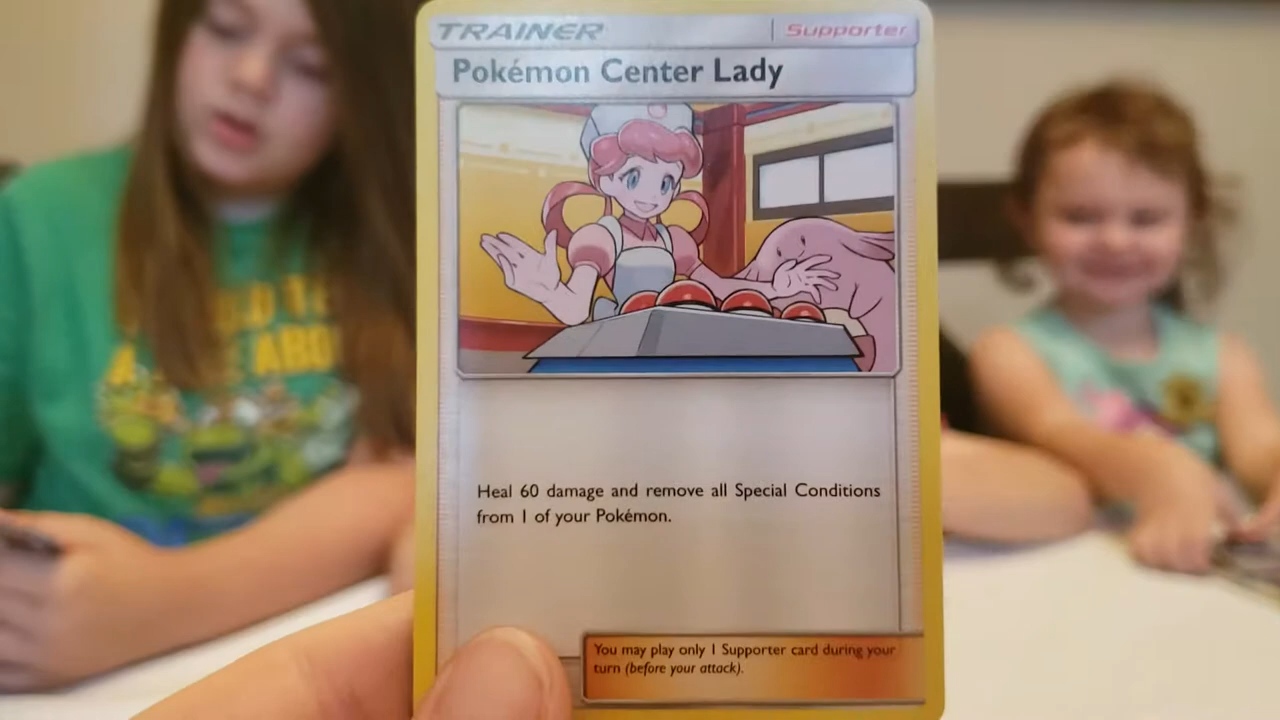 TRAINER
Supporter
Pokémon Center Lady
Heal 60 damage and remove all Special Conditions
from 1 of your Pokémon.
You may play only 1 Supporter card during your
turn (before your attack).